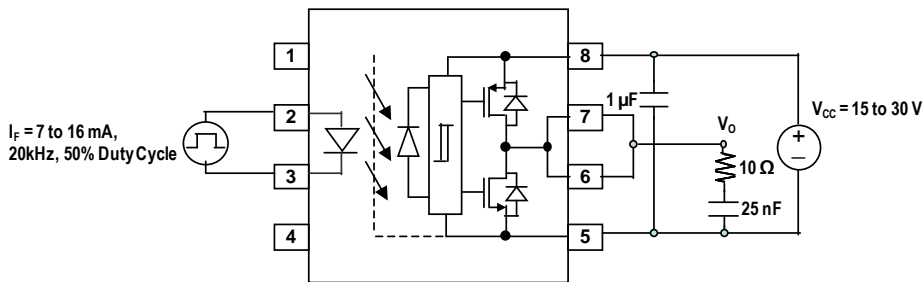 1
8
2
7
3
6
4
5
I_F = 7 to 16 mA,
20kHz, 50% Duty Cycle
1 µF
V_O
10 Ω
25 nF
V_CC = 15 to 30 V
+
−